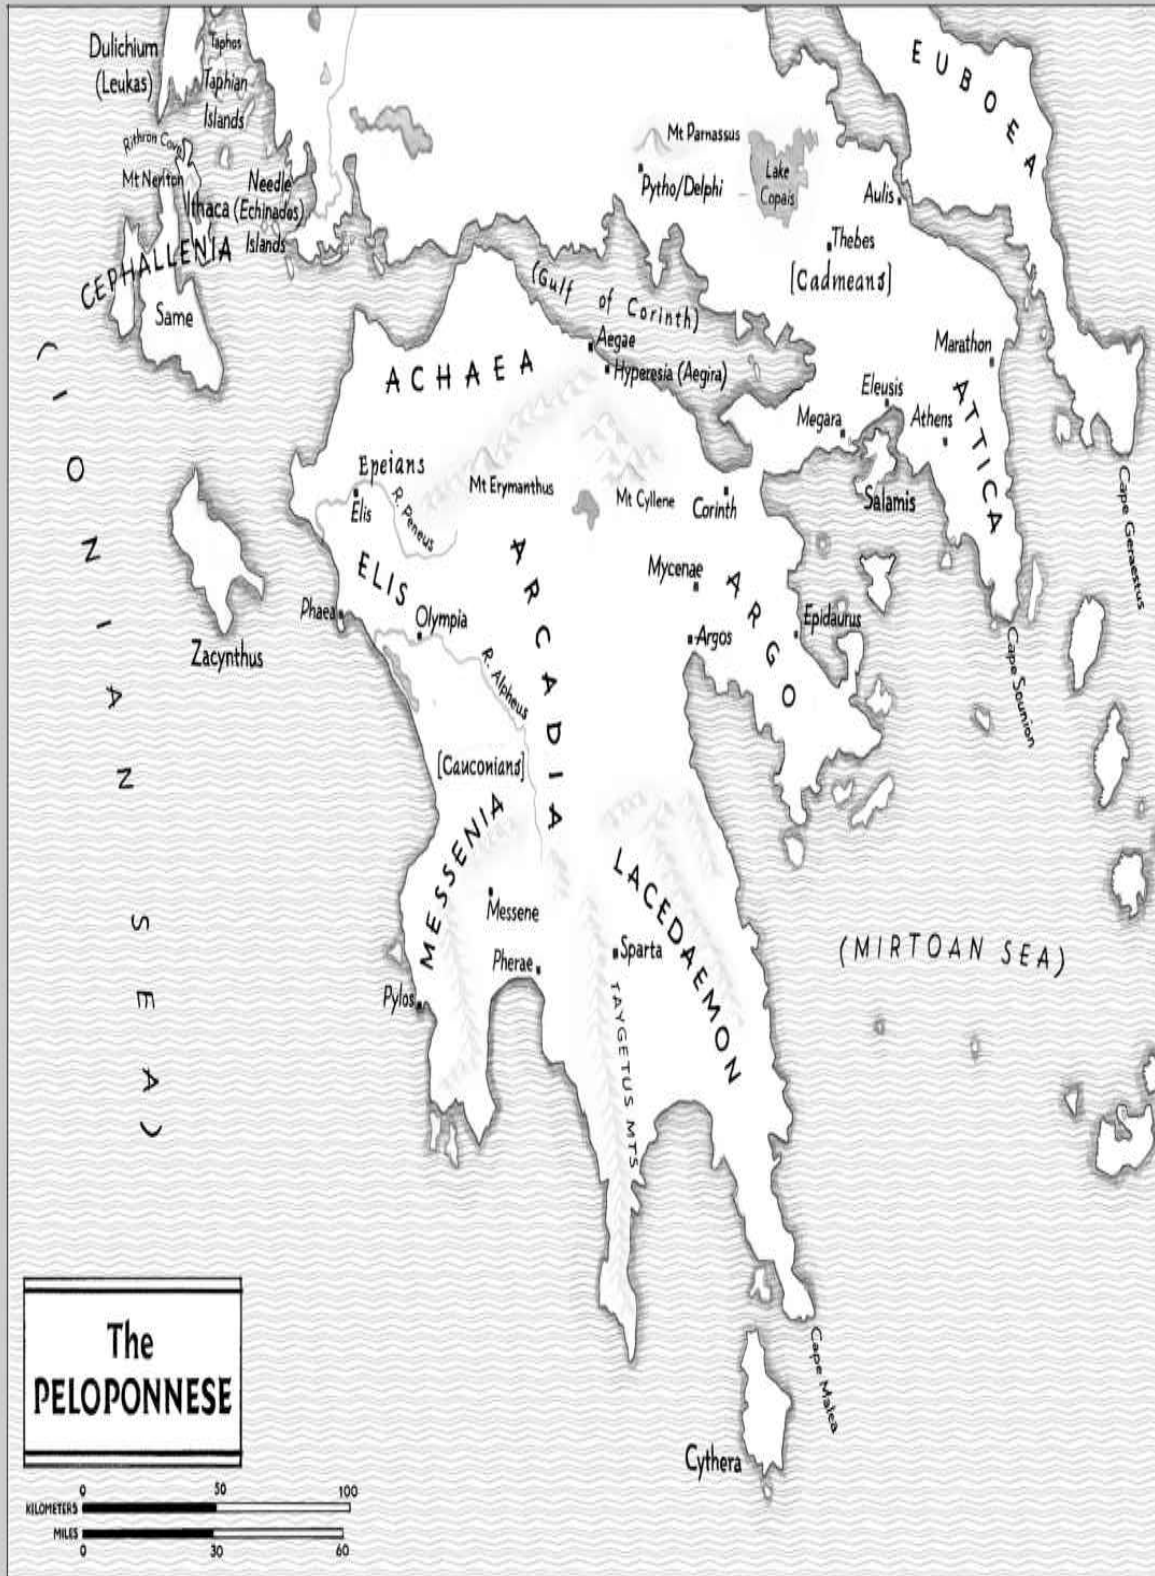 Dulichium
(Leukas)
Taphos
Taphian
Islands
EUBOEA
Rithron Cove
Mt Neriton
Needle
Ithaca (Echinades)
Islands
CEPHALLENIA
Same
Mt Parnassus
Pytho/Delphi
Lake
Copais
Aulis
Thebes
[Cadmeans]
(Gulf of Corinth)
Aegae
Hyperesia (Aegira)
ACHAEA
Marathon
Eleusis
Megara
Athens
ATTICA
Salamis
Cape Geraestus
Epeians
Elis
R. Peneus
Mt Erymanthus
Mt Cyllene
Corinth
ELIS
ARCADIA
Mycenae
ARGO
Phaea
Olympia
Argos
Epidaurus
Zacynthus
R. Alpheus
Cape Sounion
[Cauconians]
MESSENIA
Messene
LACEDAEMON
Pherae
Sparta
Pylos
TAYGETUS MTS
(MIRTOAN SEA)
(IONIAN SEA)
Cape Malea
Cythera
The
PELOPONNESE
0 50 100
KILOMETERS
MILES
0 30 60